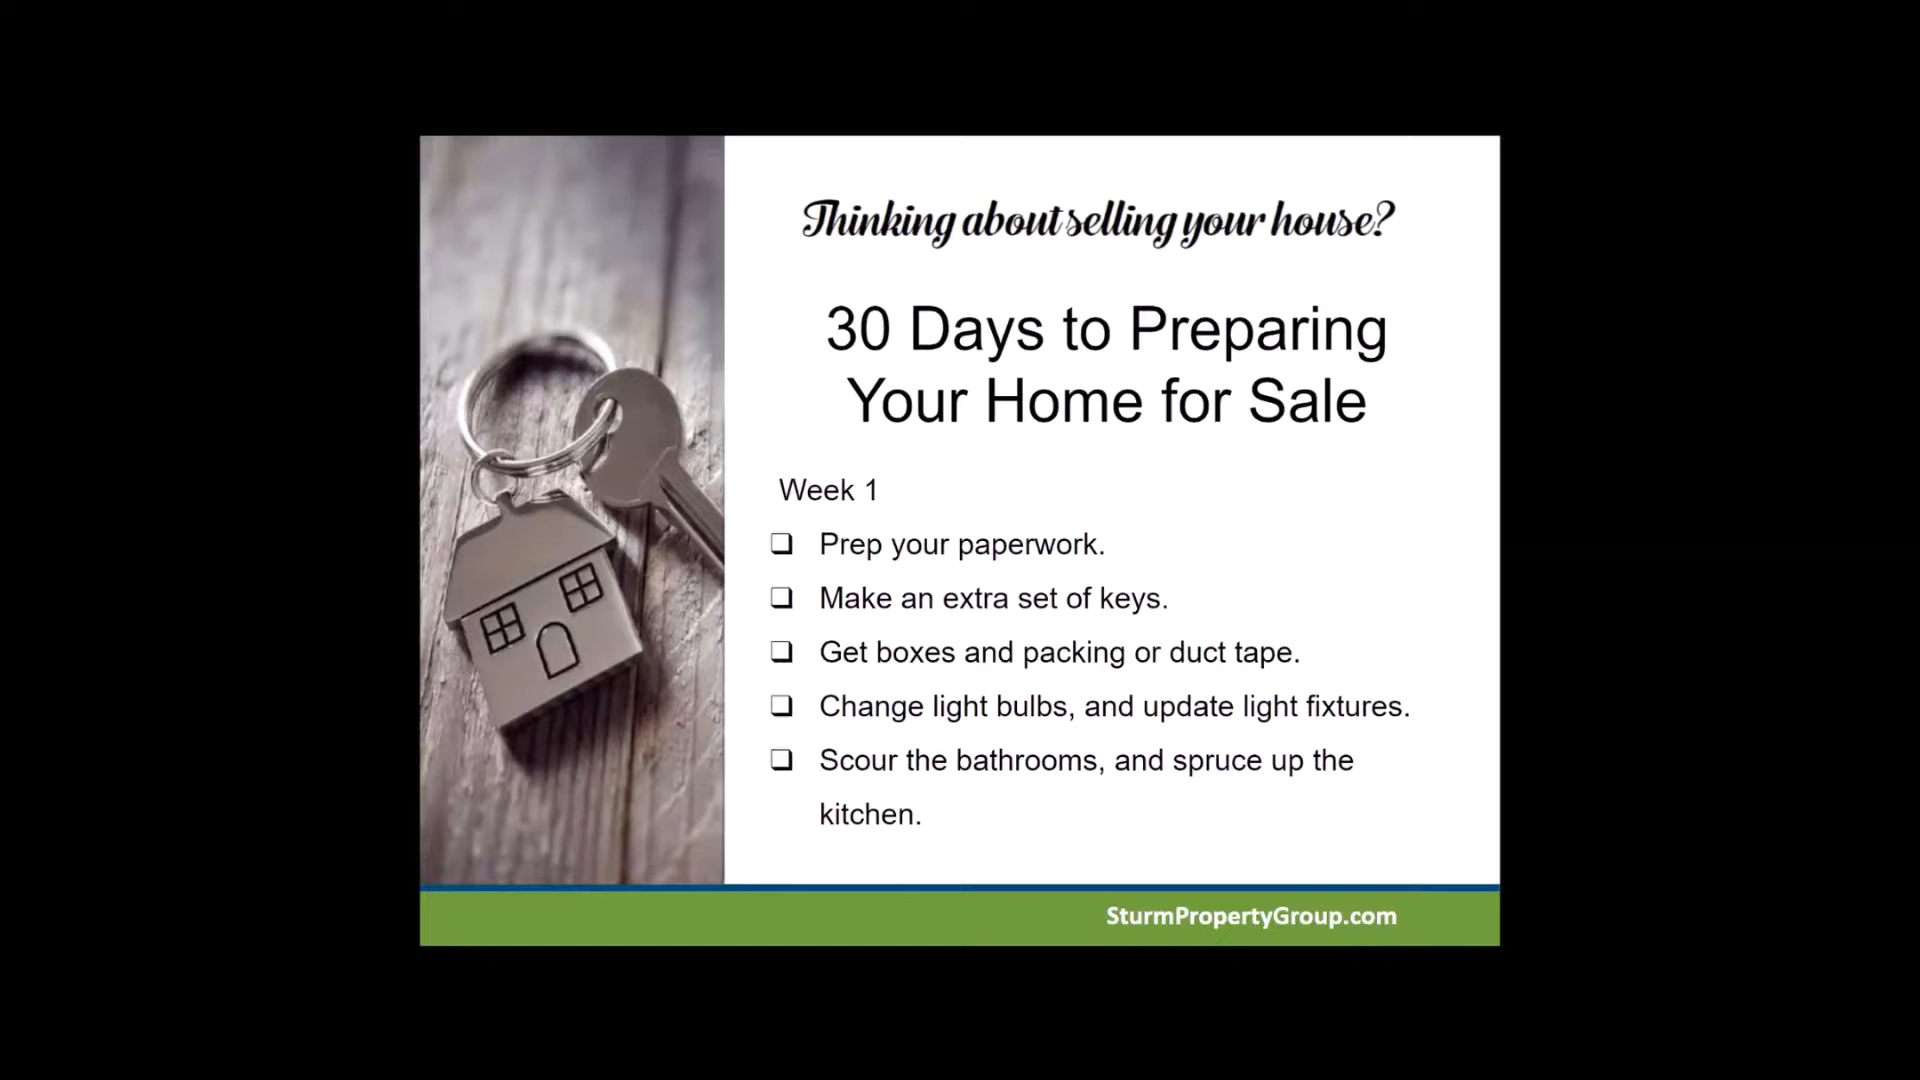 Thinking about selling your house?
30 Days to Preparing
Your Home for Sale
Week 1
❏ Prep your paperwork.
❏ Make an extra set of keys.
❏ Get boxes and packing or duct tape.
❏ Change light bulbs, and update light fixtures.
❏ Scour the bathrooms, and spruce up the
kitchen.
SturmPropertyGroup.com